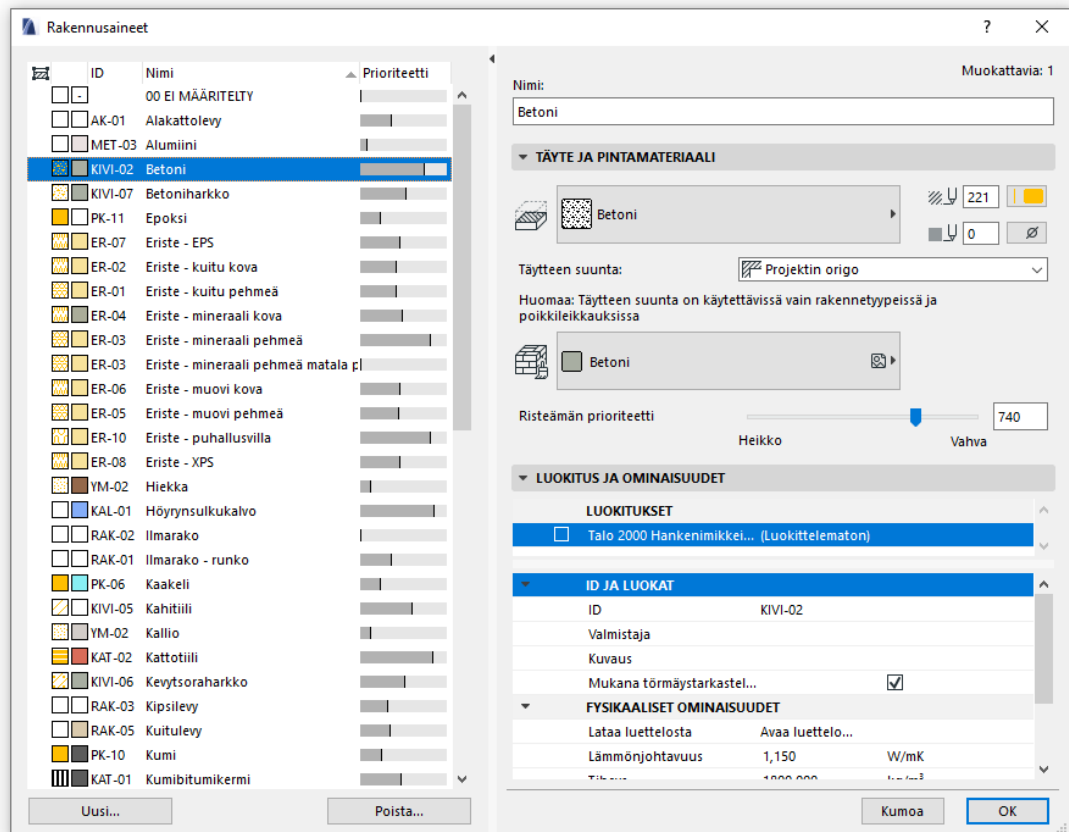 Rakennusaineet
?
ID Nimi Prioriteetti
- 00 EI MÄÄRITELTY
AK-01 Alakattolevy
MET-03 Alumiini
KIVI-02 Betoni
KIVI-07 Betoniharkko
PK-11 Epoksi
ER-07 Eriste - EPS
ER-02 Eriste - kuitu kova
ER-01 Eriste - kuitu pehmeä
ER-04 Eriste - mineraali kova
ER-03 Eriste - mineraali pehmeä
ER-03 Eriste - mineraali pehmeä matala p
ER-06 Eriste - muovi kova
ER-05 Eriste - muovi pehmeä
ER-10 Eriste - puhallusvilla
ER-08 Eriste - XPS
YM-02 Hiekka
KAL-01 Höyrynsulkukalvo
RAK-02 Ilmarako
RAK-01 Ilmarako - runko
PK-06 Kaakeli
KIVI-05 Kahitiili
YM-02 Kallio
KAT-02 Kattotiili
KIVI-06 Kevytsoraharkko
RAK-03 Kipsilevy
RAK-05 Kuitulevy
PK-10 Kumi
KAT-01 Kumibitumikermi
Uusi...
Poista...
Muokattavia: 1
Nimi:
Betoni
TÄYTE JA PINTAMATERIAALI
Betoni
221
0
Täytteen suunta:
Projektin origo
Huomaa: Täytteen suunta on käytettävissä vain rakennetyypeissä ja
poikkileikkauksissa
Betoni
Risteämän prioriteetti
740
Heikko
Vahva
LUOKITUS JA OMINAISUUDET
LUOKITUKSET
Talo 2000 Hankenimikkei... (Luokittelematon)
ID JA LUOKAT
ID KIVI-02
Valmistaja
Kuvaus
Mukana törmäystarkastel...
FYSIKAALISET OMINAISUUDET
Lataa luettelosta Avaa luettelo...
Lämmönjohtavuus 1,150 W/mK
Kumoa
OK